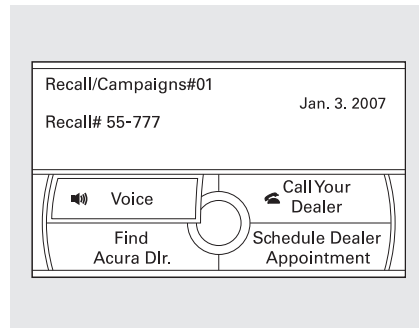 Recall/Campaigns#01
Jan. 3. 2007
Recall# 55-777
Voice
Call Your
Dealer
Find
Acura Dlr.
Schedule Dealer
Appointment